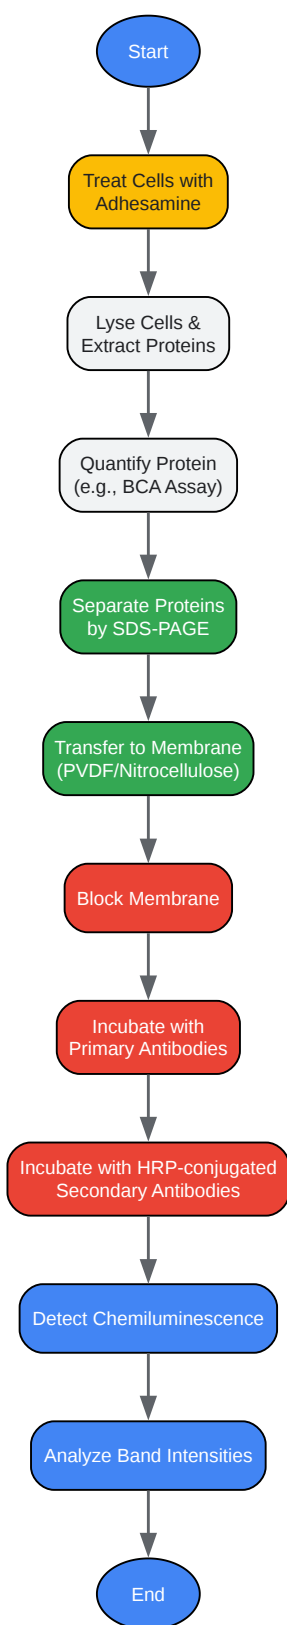 Start
Treat Cells with
Adhesamine
Lyse Cells &
Extract Proteins
Quantify Protein
(e.g., BCA Assay)
Separate Proteins
by SDS-PAGE
Transfer to Membrane
(PVDF/Nitrocellulose)
Block Membrane
Incubate with
Primary Antibodies
Incubate with HRP-conjugated
Secondary Antibodies
Detect Chemiluminescence
Analyze Band Intensities
End